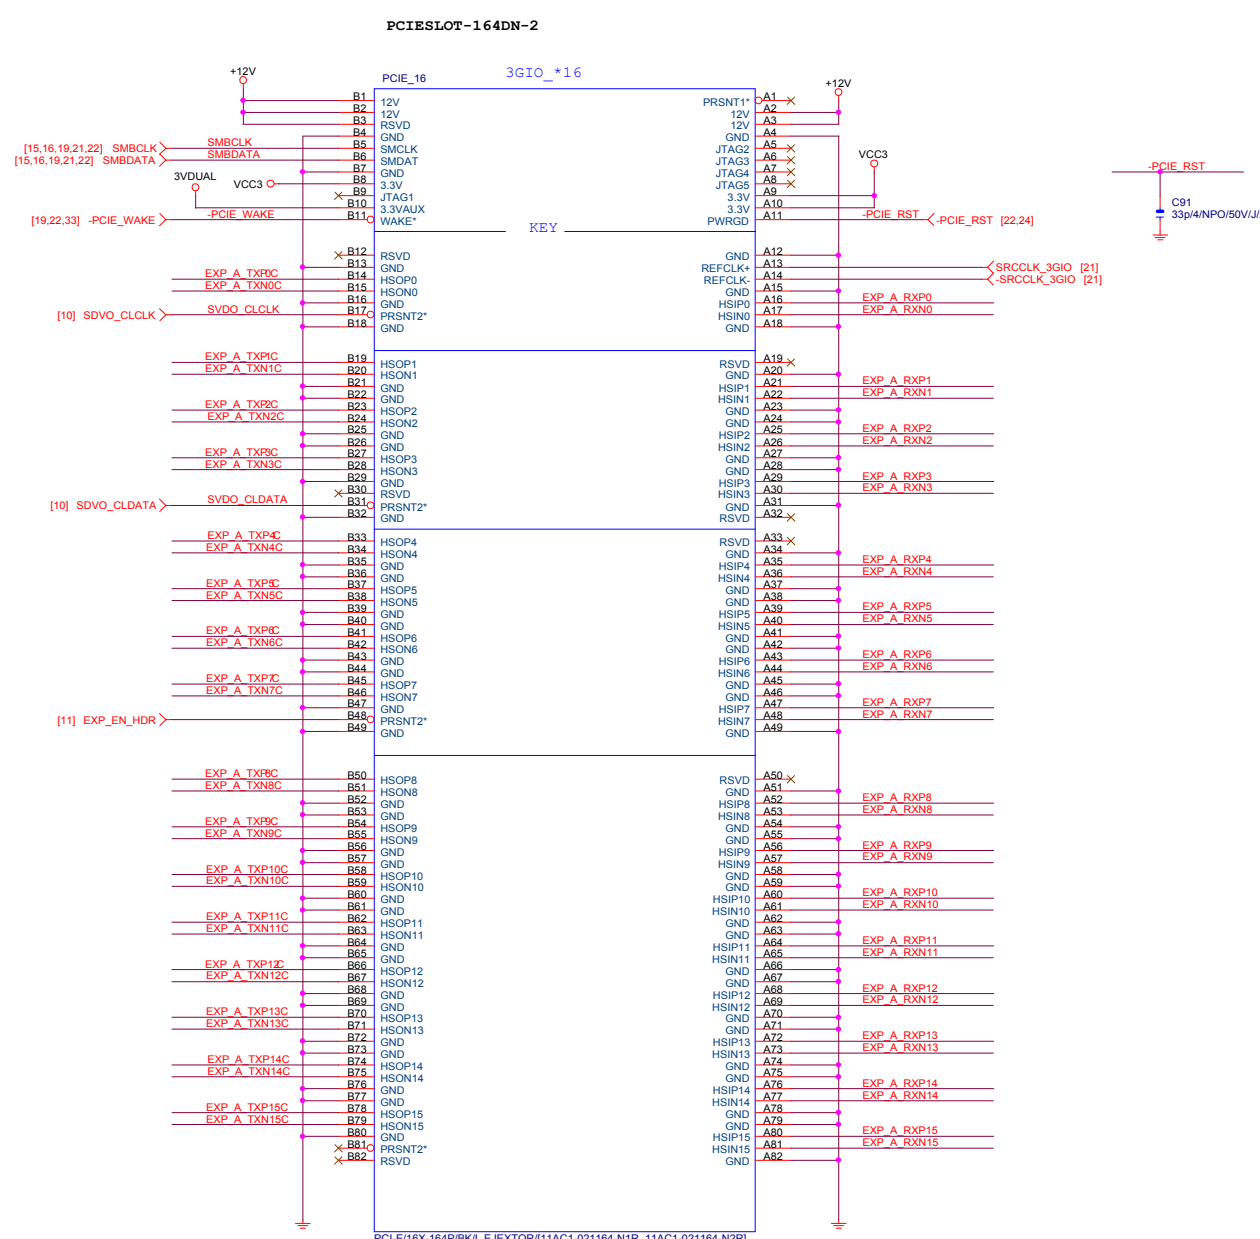 PCIESLOT-164DN-2
3GIO_*16
PCIE_16
+12V
+12V
B1 12V PRSNT1* A1
B2 12V 12V A2
B3 RSVD 12V A3
B4 GND GND A4
[15,16,19,21,22] SMBCLK SMBCLK B5 SMCLK JTAG2 A5
[15,16,19,21,22] SMBDATA SMBDATA B6 SMDAT JTAG3 A6
B7 GND JTAG4 A7
3VDUAL VCC3 B8 3.3V JTAG5 A8 VCC3
B9 JTAG1 3.3V A9
B10 3.3VAUX 3.3V A10
[19,22,33] -PCIE_WAKE -PCIE_WAKE B11 WAKE* PWRGD A11 -PCIE_RST -PCIE_RST [22,24]
-PCIE_RST
C91
33p/4/NPO/50V/J/
KEY
B12 RSVD GND A12
B13 GND REFCLK+ A13 SRCCLK_3GIO [21]
EXP_A_TXP0C B14 HSOP0 REFCLK- A14 -SRCCLK_3GIO [21]
EXP_A_TXN0C B15 HSON0 GND A15
B16 GND HSIP0 A16 EXP_A_RXP0
[10] SDVO_CLCLK SVDO_CLCLK B17 PRSNT2* HSIN0 A17 EXP_A_RXN0
B18 GND GND A18
EXP_A_TXP1C B19 HSOP1 RSVD A19
EXP_A_TXN1C B20 HSON1 GND A20
B21 GND HSIP1 A21 EXP_A_RXP1
B22 GND HSIN1 A22 EXP_A_RXN1
EXP_A_TXP2C B23 HSOP2 GND A23
EXP_A_TXN2C B24 HSON2 GND A24
B25 GND HSIP2 A25 EXP_A_RXP2
B26 GND HSIN2 A26 EXP_A_RXN2
EXP_A_TXP3C B27 HSOP3 GND A27
EXP_A_TXN3C B28 HSON3 GND A28
B29 GND HSIP3 A29 EXP_A_RXP3
B30 RSVD HSIN3 A30 EXP_A_RXN3
[10] SDVO_CLDATA SVDO_CLDATA B31 PRSNT2* GND A31
B32 GND RSVD A32
EXP_A_TXP4C B33 HSOP4 RSVD A33
EXP_A_TXN4C B34 HSON4 GND A34
B35 GND HSIP4 A35 EXP_A_RXP4
B36 GND HSIN4 A36 EXP_A_RXN4
EXP_A_TXP5C B37 HSOP5 GND A37
EXP_A_TXN5C B38 HSON5 GND A38
B39 GND HSIP5 A39 EXP_A_RXP5
B40 GND HSIN5 A40 EXP_A_RXN5
EXP_A_TXP6C B41 HSOP6 GND A41
EXP_A_TXN6C B42 HSON6 GND A42
B43 GND HSIP6 A43 EXP_A_RXP6
B44 GND HSIN6 A44 EXP_A_RXN6
EXP_A_TXP7C B45 HSOP7 GND A45
EXP_A_TXN7C B46 HSON7 GND A46
B47 GND HSIP7 A47 EXP_A_RXP7
[11] EXP_EN_HDR B48 PRSNT2* HSIN7 A48 EXP_A_RXN7
B49 GND GND A49
EXP_A_TXP8C B50 HSOP8 RSVD A50
EXP_A_TXN8C B51 HSON8 GND A51
B52 GND HSIP8 A52 EXP_A_RXP8
B53 GND HSIN8 A53 EXP_A_RXN8
EXP_A_TXP9C B54 HSOP9 GND A54
EXP_A_TXN9C B55 HSON9 GND A55
B56 GND HSIP9 A56 EXP_A_RXP9
B57 GND HSIN9 A57 EXP_A_RXN9
EXP_A_TXP10C B58 HSOP10 GND A58
EXP_A_TXN10C B59 HSON10 GND A59
B60 GND HSIP10 A60 EXP_A_RXP10
B61 GND HSIN10 A61 EXP_A_RXN10
EXP_A_TXP11C B62 HSOP11 GND A62
EXP_A_TXN11C B63 HSON11 GND A63
B64 GND HSIP11 A64 EXP_A_RXP11
B65 GND HSIN11 A65 EXP_A_RXN11
EXP_A_TXP12C B66 HSOP12 GND A66
EXP_A_TXN12C B67 HSON12 GND A67
B68 GND HSIP12 A68 EXP_A_RXP12
B69 GND HSIN12 A69 EXP_A_RXN12
EXP_A_TXP13C B70 HSOP13 GND A70
EXP_A_TXN13C B71 HSON13 GND A71
B72 GND HSIP13 A72 EXP_A_RXP13
B73 GND HSIN13 A73 EXP_A_RXN13
EXP_A_TXP14C B74 HSOP14 GND A74
EXP_A_TXN14C B75 HSON14 GND A75
B76 GND HSIP14 A76 EXP_A_RXP14
B77 GND HSIN14 A77 EXP_A_RXN14
EXP_A_TXP15C B78 HSOP15 GND A78
EXP_A_TXN15C B79 HSON15 GND A79
B80 GND HSIP15 A80 EXP_A_RXP15
B81 PRSNT2* HSIN15 A81 EXP_A_RXN15
B82 RSVD GND A82
PCI-E/16X-164P/BK/L EJEXTOR/[11AC1-021164-N1R, 11AC1-021164-N2R]